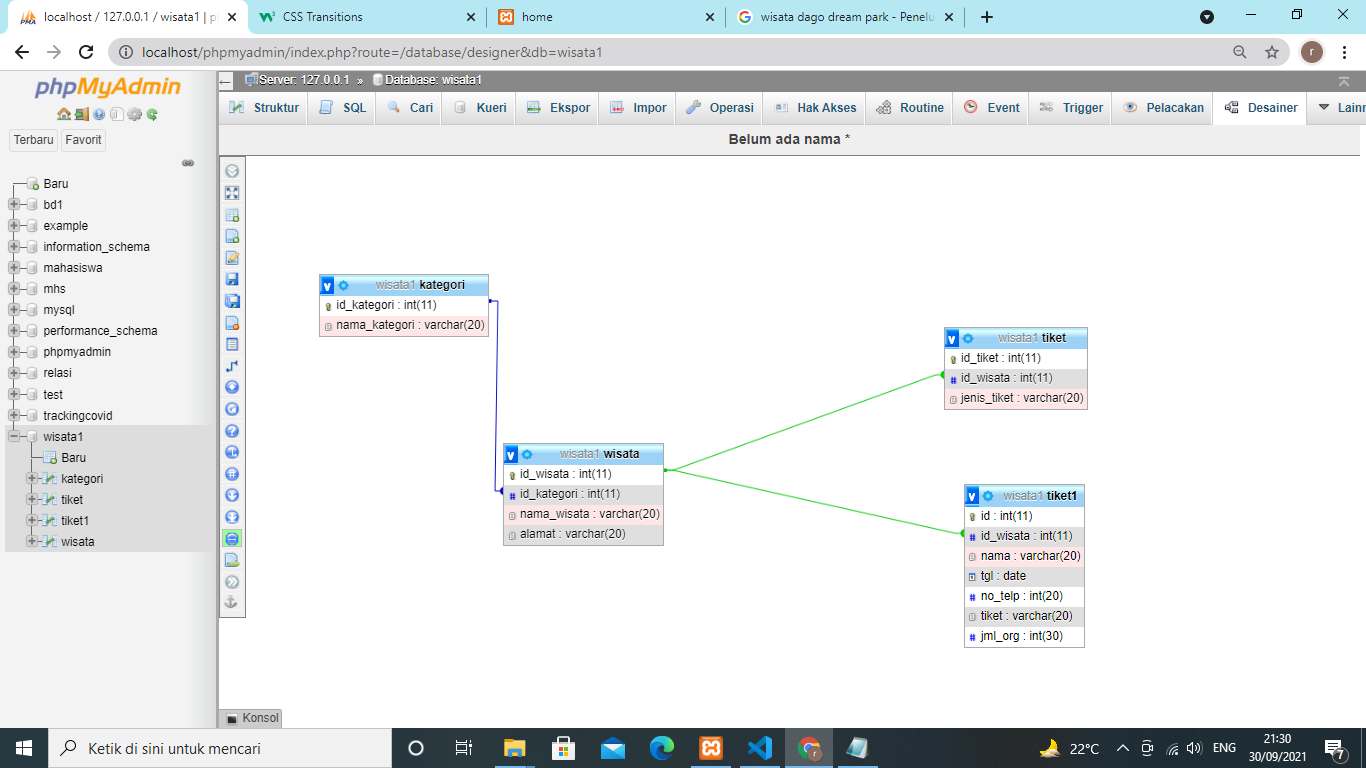 localhost / 127.0.0.1 / wisata1 | p
CSS Transitions
home
wisata dago dream park - Penelu
localhost/phpmyadmin/index.php?route=/database/designer&db=wisata1
r
phpMyAdmin
Terbaru
Favorit
Baru
bd1
example
information_schema
mahasiswa
mhs
mysql
performance_schema
phpmyadmin
relasi
test
trackingcovid
wisata1
Baru
kategori
tiket
tiket1
wisata
Server: 127.0.0.1 » Database: wisata1
Struktur
SQL
Cari
Kueri
Ekspor
Impor
Operasi
Hak Akses
Routine
Event
Trigger
Pelacakan
Desainer
Lainn
Belum ada nama *
v wisata1 kategori
id_kategori : int(11)
nama_kategori : varchar(20)
v wisata1 wisata
id_wisata : int(11)
id_kategori : int(11)
nama_wisata : varchar(20)
alamat : varchar(20)
v wisata1 tiket
id_tiket : int(11)
id_wisata : int(11)
jenis_tiket : varchar(20)
v wisata1 tiket1
id : int(11)
id_wisata : int(11)
nama : varchar(20)
tgl : date
no_telp : int(20)
tiket : varchar(20)
jml_org : int(30)
Konsol
Ketik di sini untuk mencari
22°C
ENG
21:30
30/09/2021
7